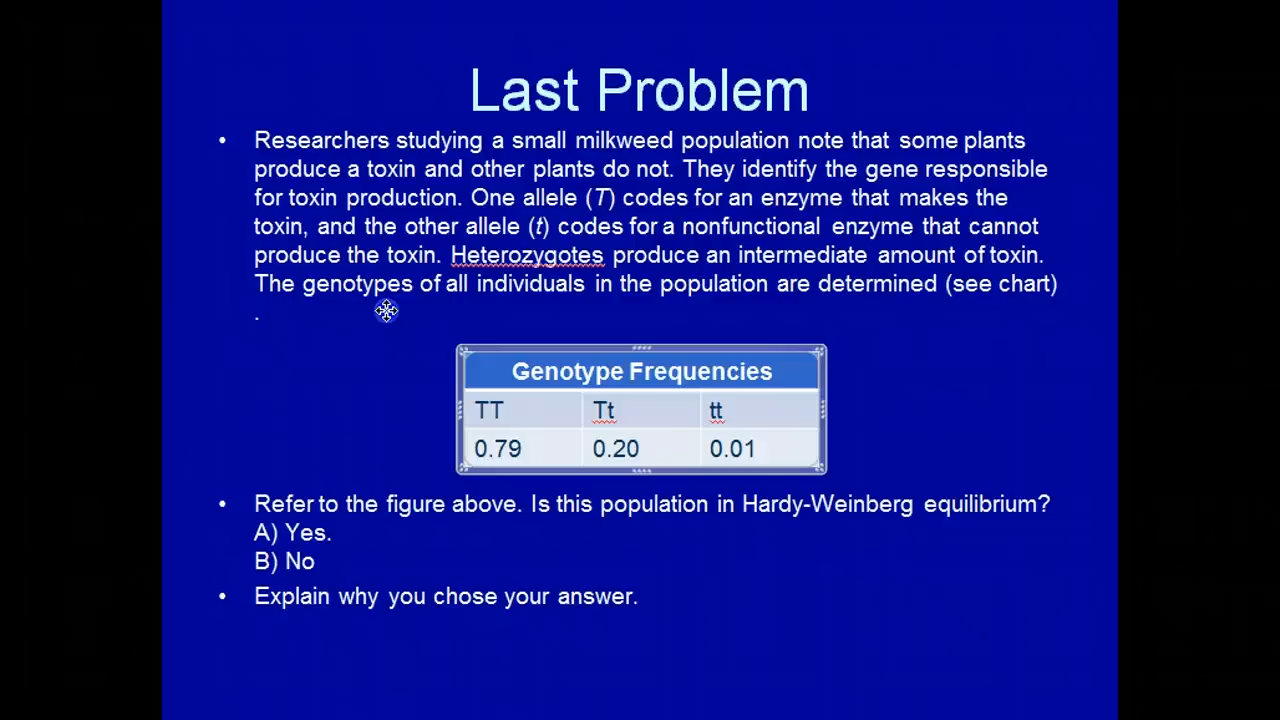 Last Problem
• Researchers studying a small milkweed population note that some plants
produce a toxin and other plants do not. They identify the gene responsible
for toxin production. One allele (T) codes for an enzyme that makes the
toxin, and the other allele (t) codes for a nonfunctional enzyme that cannot
produce the toxin. Heterozygotes produce an intermediate amount of toxin.
The genotypes of all individuals in the population are determined (see chart)
.
Genotype Frequencies
TT Tt tt
0.79 0.20 0.01
• Refer to the figure above. Is this population in Hardy-Weinberg equilibrium?
A) Yes.
B) No
• Explain why you chose your answer.